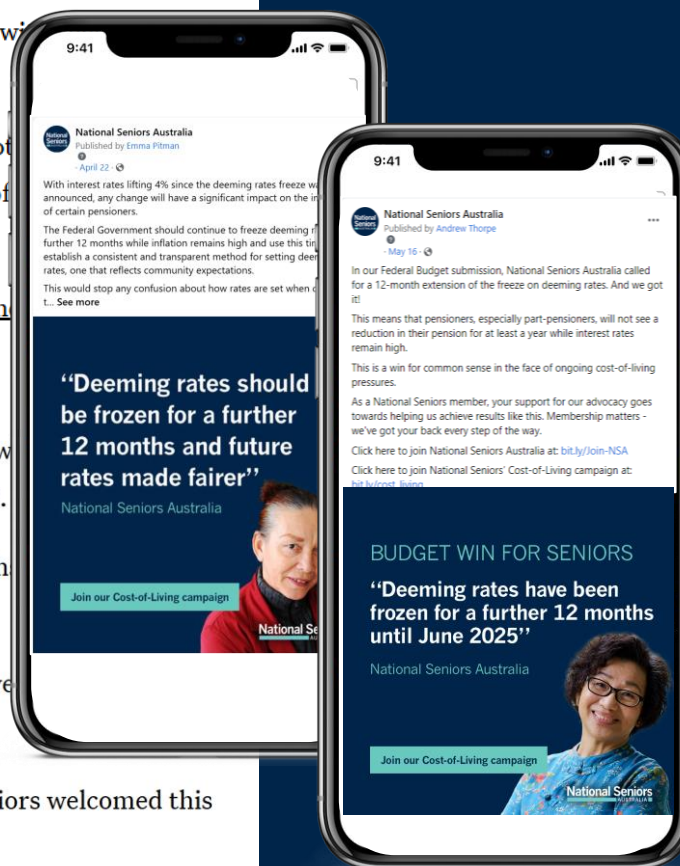 9:41
National Seniors Australia
Published by Emma Pitman
· April 22 ·
With interest rates lifting 4% since the deeming rates freeze
announced, any change will have a significant impact on the
of certain pensioners.
The Federal Government should continue to freeze deeming
further 12 months while inflation remains high and use this
establish a consistent and transparent method for setting
rates, one that reflects community expectations.
This would stop any confusion about how rates are set when
t... See more
“Deeming rates should
be frozen for a further
12 months and future
rates made fairer”
National Seniors Australia
Join our Cost-of-Living campaign
National
9:41
National Seniors
National Seniors Australia
Published by Andrew Thorpe
· May 16 ·
In our Federal Budget submission, National Seniors Australia called
for a 12-month extension of the freeze on deeming rates. And we got
it!
This means that pensioners, especially part-pensioners, will not see a
reduction in their pension for at least a year while interest rates
remain high.
This is a win for common sense in the face of ongoing cost-of-living
pressures.
As a National Seniors member, your support for our advocacy goes
towards helping us achieve results like this. Membership matters -
we've got your back every step of the way.
Click here to join National Seniors Australia at: bit.ly/Join-NSA
Click here to join National Seniors' Cost-of-Living campaign at:
bit.ly/cost_living
BUDGET WIN FOR SENIORS
“Deeming rates have been
frozen for a further 12 months
until June 2025”
National Seniors Australia
Join our Cost-of-Living campaign
National Seniors
AUSTRALIA
welcomed this